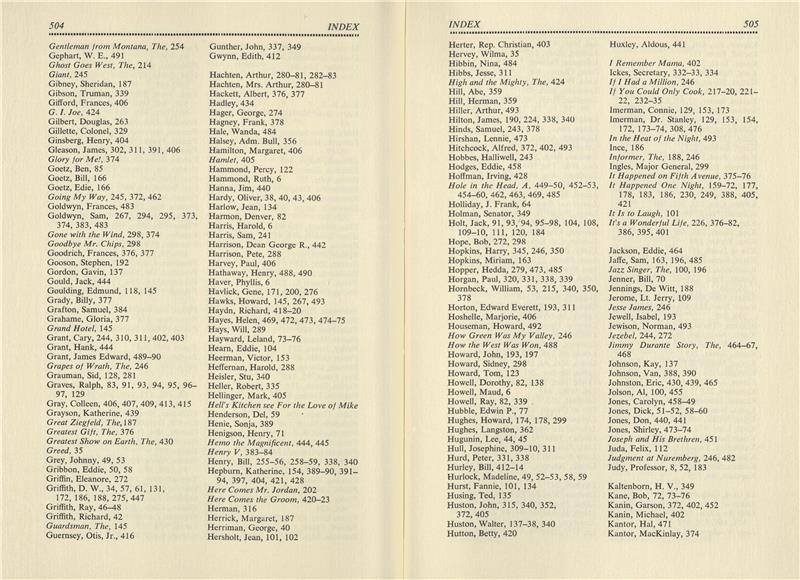 504
INDEX
Gentleman from Montana, The, 254
Gephart, W. E., 491
Ghost Goes West, The, 214
Giant, 245
Gibney, Sheridan, 187
Gibson, Truman, 339
Gifford, Frances, 406
G. I. Joe, 424
Gilbert, Douglas, 263
Gillette, Colonel, 329
Ginsberg, Henry, 404
Gleason, James, 302, 311, 391, 406
Glory for Me!, 374
Goetz, Ben, 85
Goetz, Bill, 166
Goetz, Edie, 166
Going My Way, 245, 372, 462
Goldwyn, Frances, 483
Goldwyn, Sam, 267, 294, 295, 373,
374, 383, 483
Gone with the Wind, 298, 374
Goodbye Mr. Chips, 298
Goodrich, Frances, 376, 377
Gooson, Stephen, 192
Gordon, Gavin, 137
Gould, Jack, 444
Goulding, Edmund, 118, 145
Grady, Billy, 377
Grafton, Samuel, 384
Grahame, Gloria, 377
Grand Hotel, 145
Grant, Cary, 244, 310, 311, 402, 403
Grant, Hank, 444
Grant, James Edward, 489-90
Grapes of Wrath, The, 246
Grauman, Sid, 128, 281
Graves, Ralph, 83, 91, 93, 94, 95, 96–
97, 129
Gray, Colleen, 406, 407, 409, 413, 415
Grayson, Katherine, 439
Great Ziegfeld, The,187
Greatest Gift, The, 376
Greatest Show on Earth, The, 430
Greed, 35
Grey, Johnny, 49, 53
Gribbon, Eddie, 50, 58
Griffin, Eleanore, 272
Griffith, D. W., 34, 57, 61, 131,
172, 186, 188, 275, 447
Griffith, Ray, 46–48
Griffith, Richard, 42
Guardsman, The, 145
Guernsey, Otis, Jr., 416
Gunther, John, 337, 349
Gwynn, Edith, 412
Hachten, Arthur, 280–81, 282–83
Hachten, Mrs. Arthur, 280–81
Hackett, Albert, 376, 377
Hadley, 434
Hager, George, 274
Hagney, Frank, 378
Hale, Wanda, 484
Halsey, Adm. Bull, 356
Hamilton, Margaret, 406
Hamlet, 405
Hammond, Percy, 122
Hammond, Ruth, 6
Hanna, Jim, 440
Hardy, Oliver, 38, 40, 43, 406
Harlow, Jean, 134
Harmon, Denver, 82
Harris, Harold, 6
Harris, Sam, 241
Harrison, Dean George R., 442
Harrison, Pete, 288
Harvey, Paul, 406
Hathaway, Henry, 488, 490
Haver, Phyllis, 6
Havlick, Gene, 171, 200, 276
Hawks, Howard, 145, 267, 493
Haydn, Richard, 418–20
Hayes, Helen, 469, 472, 473, 474–75
Hays, Will, 289
Hayward, Leland, 73–76
Hearn, Eddie, 104
Heerman, Victor, 153
Heffernan, Harold, 288
Heisler, Stu, 340
Heller, Robert, 335
Hellinger, Mark, 405
Hell's Kitchen see For the Love of Mike
Henderson, Del, 59
Henie, Sonja, 389
Henigson, Henry, 71
Hemo the Magnificent, 444, 445
Henry V, 383–84
Henry, Bill, 255–56, 258–59, 338, 340
Hepburn, Katherine, 154, 389–90, 391–
94, 397, 404, 421, 428
Here Comes Mr. Jordan, 202
Here Comes the Groom, 420–23
Herman, 316
Herrick, Margaret, 187
Herriman, George, 40
Hersholt, Jean, 101, 102
INDEX
505
Herter, Rep. Christian, 403
Hervey, Wilma, 35
Hibbin, Nina, 484
Hibbs, Jesse, 311
High and the Mighty, The, 424
Hill, Abe, 359
Hill, Herman, 359
Hiller, Arthur, 493
Hilton, James, 190, 224, 338, 340
Hinds, Samuel, 243, 378
Hirshan, Lennie, 473
Hitchcock, Alfred, 372, 402, 493
Hobbes, Halliwell, 243
Hodges, Eddie, 458
Hoffman, Irving, 428
Hole in the Head, A, 449–50, 452–53,
454–60, 462, 463, 469, 485
Holliday, J. Frank, 64
Holman, Senator, 349
Holt, Jack, 91, 93, 94, 95–98, 104, 108,
109–10, 111, 120, 184
Hope, Bob, 272, 298
Hopkins, Harry, 345, 246, 350
Hopkins, Miriam, 163
Hopper, Hedda, 279, 473, 485
Horgan, Paul, 320, 331, 338, 339
Hornbeck, William, 53, 215, 340, 350,
378
Horton, Edward Everett, 193, 311
Hoshelle, Marjorie, 406
Houseman, Howard, 492
How Green Was My Valley, 246
How the West Was Won, 488
Howard, John, 193, 197
Howard, Sidney, 298
Howard, Tom, 123
Howell, Dorothy, 82, 138
Howell, Maud, 6
Howell, Ray, 82, 339
Hubble, Edwin P., 77
Hughes, Howard, 174, 178, 299
Hughes, Langston, 362
Hugunin, Lee, 44, 45
Hull, Josephine, 309–10, 311
Hurd, Peter, 331, 338
Hurley, Bill, 412–14
Hurlock, Madeline, 49, 52–53, 58, 59
Hurst, Fannie, 101, 134
Husing, Ted, 135
Huston, John, 315, 340, 352,
372, 405
Huston, Walter, 137–38, 340
Hutton, Betty, 420
Huxley, Aldous, 441
I Remember Mama, 402
Ickes, Secretary, 332–33, 334
If I Had a Million, 246
If You Could Only Cook, 217–20, 221–
22, 232–35
Imerman, Connie, 129, 153, 173
Imerman, Dr. Stanley, 129, 153, 154,
172, 173–74, 308, 476
In the Heat of the Night, 493
Ince, 186
Informer, The, 188, 246
Ingles, Major General, 299
It Happened on Fifth Avenue, 375–76
It Happened One Night, 159–72, 177,
178, 183, 186, 230, 249, 388, 405,
421
It Is to Laugh, 101
It's a Wonderful Life, 226, 376–82,
386, 395, 401
Jackson, Eddie, 464
Jaffe, Sam, 163, 196, 485
Jazz Singer, The, 100, 196
Jenner, Bill, 70
Jennings, De Witt, 188
Jerome, Lt. Jerry, 109
Jesse James, 246
Jewell, Isabel, 193
Jewison, Norman, 493
Jezebel, 244, 272
Jimmy Durante Story, The, 464–67,
468
Johnson, Kay, 137
Johnson, Van, 388, 390
Johnston, Eric, 430, 439, 465
Jolson, Al, 100, 455
Jones, Carolyn, 458–49
Jones, Dick, 51–52, 58–60
Jones, Don, 440, 441
Jones, Shirley, 473–74
Joseph and His Brethren, 451
Juda, Felix, 112
Judgment at Nuremberg, 246, 482
Judy, Professor, 8, 52, 183
Kaltenborn, H. V., 349
Kane, Bob, 72, 73–76
Kanin, Garson, 372, 402, 452
Kanin, Michael, 402
Kantor, Hal, 471
Kantor, MacKinlay, 374